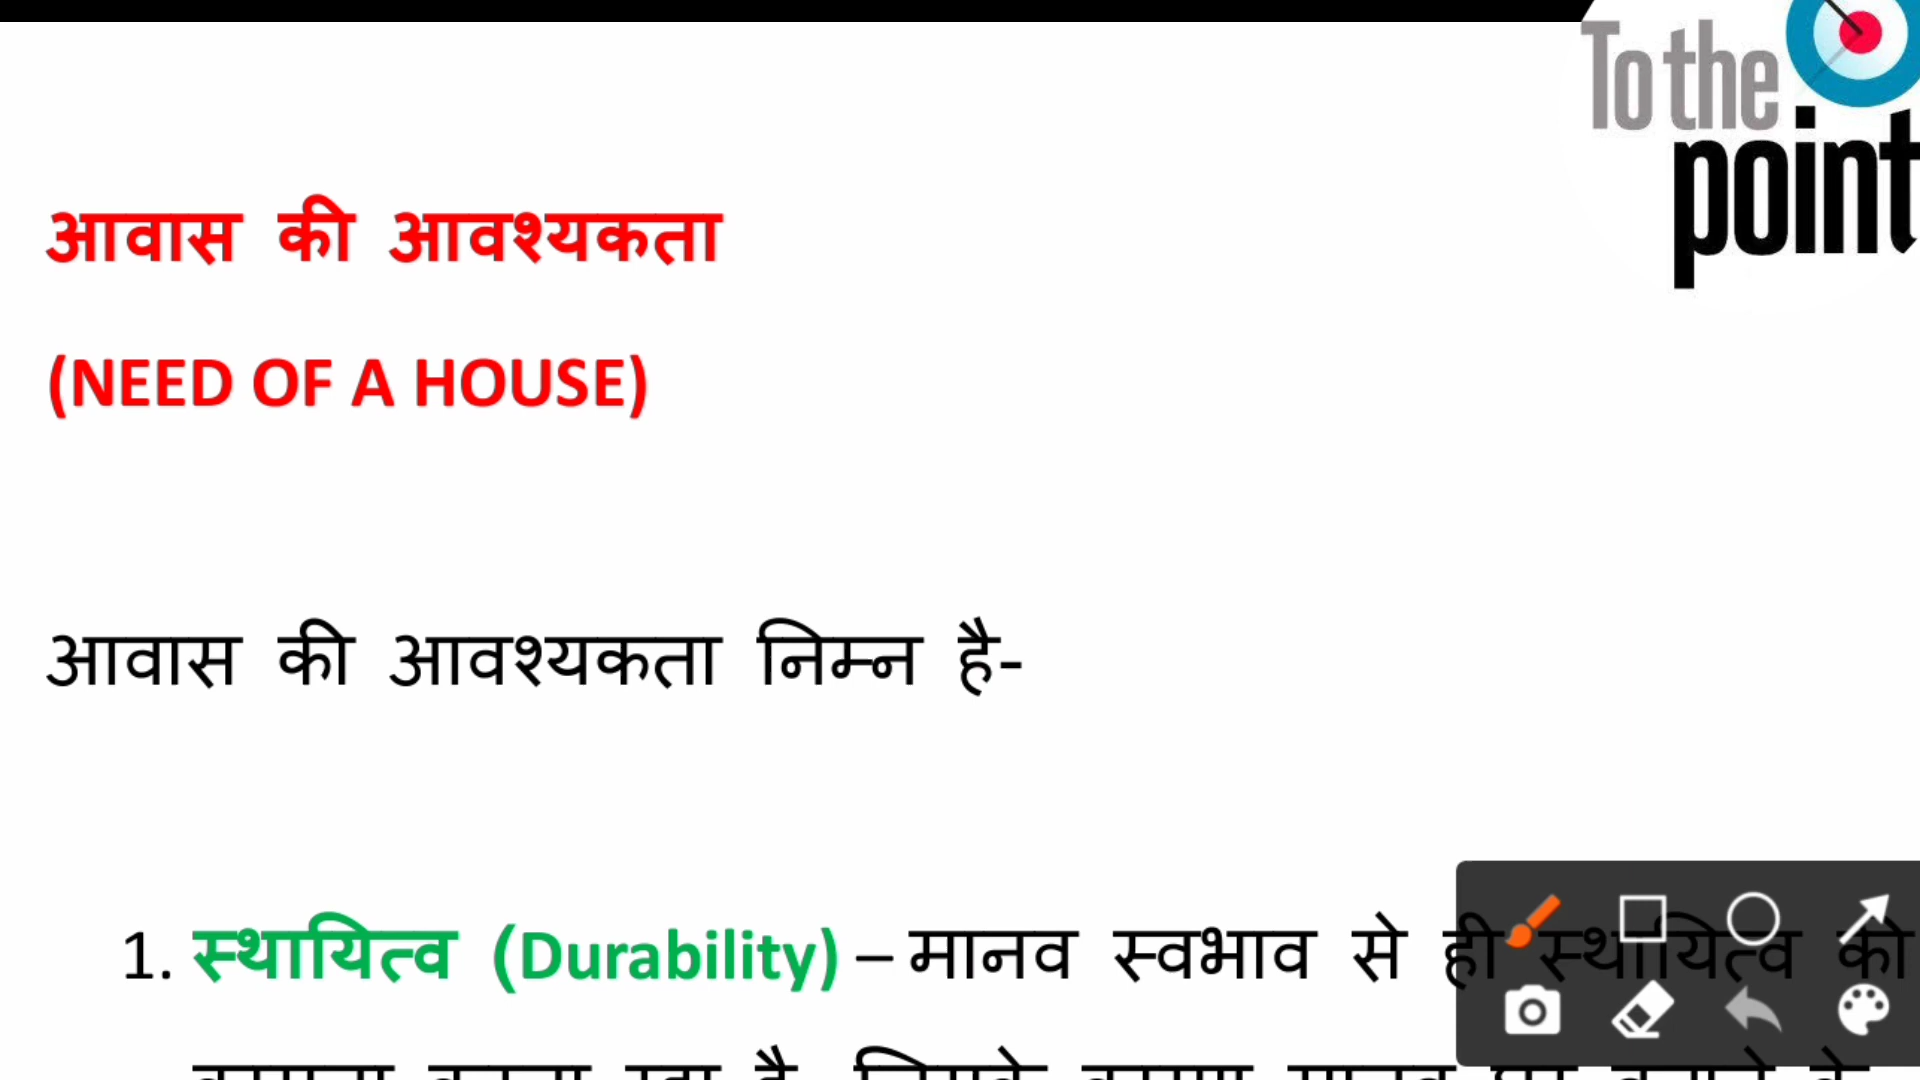 To the
point
आवास की आवश्यकता
(NEED OF A HOUSE)
आवास की आवश्यकता निम्न है-
1. स्थायित्व (Durability) – मानव स्वभाव से ही स्थायित्व की